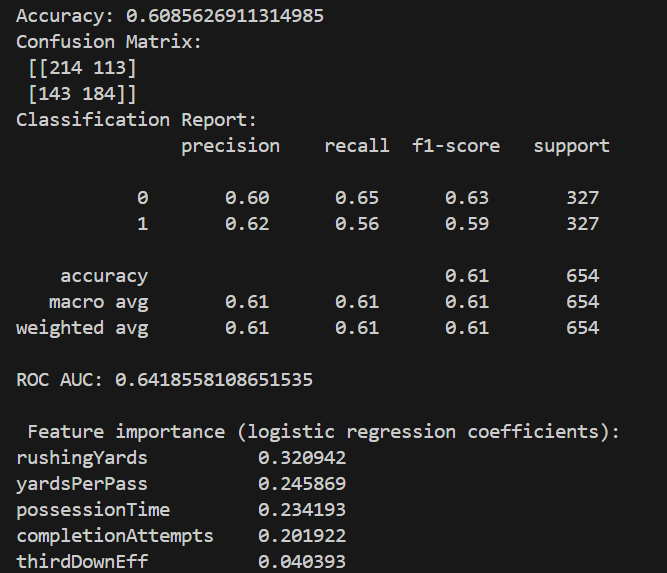 Accuracy: 0.6085626911314985
Confusion Matrix:
[[214 113]
[143 184]]
Classification Report:
precision recall f1-score support
0 0.60 0.65 0.63 327
1 0.62 0.56 0.59 327
accuracy 0.61 654
macro avg 0.61 0.61 0.61 654
weighted avg 0.61 0.61 0.61 654
ROC AUC: 0.6418558108651535
Feature importance (logistic regression coefficients):
rushingYards 0.320942
yardsPerPass 0.245869
possessionTime 0.234193
completionAttempts 0.201922
thirdDownEff 0.040393